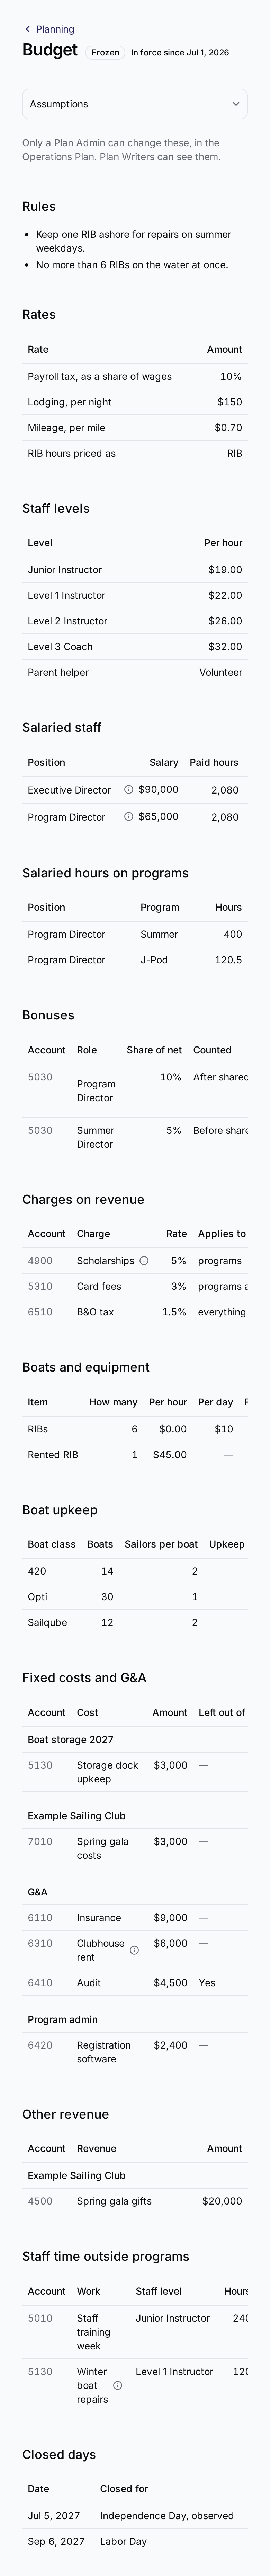 Planning
Budget Frozen In force since Jul 1, 2026
Assumptions
Only a Plan Admin can change these, in the
Operations Plan. Plan Writers can see them.
Rules
Keep one RIB ashore for repairs on summer
weekdays.
No more than 6 RIBs on the water at once.
Rates
Rate Amount
Payroll tax, as a share of wages 10%
Lodging, per night $150
Mileage, per mile $0.70
RIB hours priced as RIB
Staff levels
Level Per hour
Junior Instructor $19.00
Level 1 Instructor $22.00
Level 2 Instructor $26.00
Level 3 Coach $32.00
Parent helper Volunteer
Salaried staff
Position Salary Paid hours
Executive Director $90,000 2,080
Program Director $65,000 2,080
Salaried hours on programs
Position Program Hours
Program Director Summer 400
Program Director J-Pod 120.5
Bonuses
Account Role Share of net Counted
5030 Program Director 10% After shared
5030 Summer Director 5% Before share
Charges on revenue
Account Charge Rate Applies to
4900 Scholarships 5% programs
5310 Card fees 3% programs a
6510 B&O tax 1.5% everything
Boats and equipment
Item How many Per hour Per day
RIBs 6 $0.00 $10
Rented RIB 1 $45.00 —
Boat upkeep
Boat class Boats Sailors per boat Upkeep
420 14 2
Opti 30 1
Sailqube 12 2
Fixed costs and G&A
Account Cost Amount Left out of
Boat storage 2027
5130 Storage dock upkeep $3,000 —
Example Sailing Club
7010 Spring gala costs $3,000 —
G&A
6110 Insurance $9,000 —
6310 Clubhouse rent $6,000 —
6410 Audit $4,500 Yes
Program admin
6420 Registration software $2,400 —
Other revenue
Account Revenue Amount
Example Sailing Club
4500 Spring gala gifts $20,000
Staff time outside programs
Account Work Staff level Hours
5010 Staff training week Junior Instructor 240
5130 Winter boat repairs Level 1 Instructor 120
Closed days
Date Closed for
Jul 5, 2027 Independence Day, observed
Sep 6, 2027 Labor Day